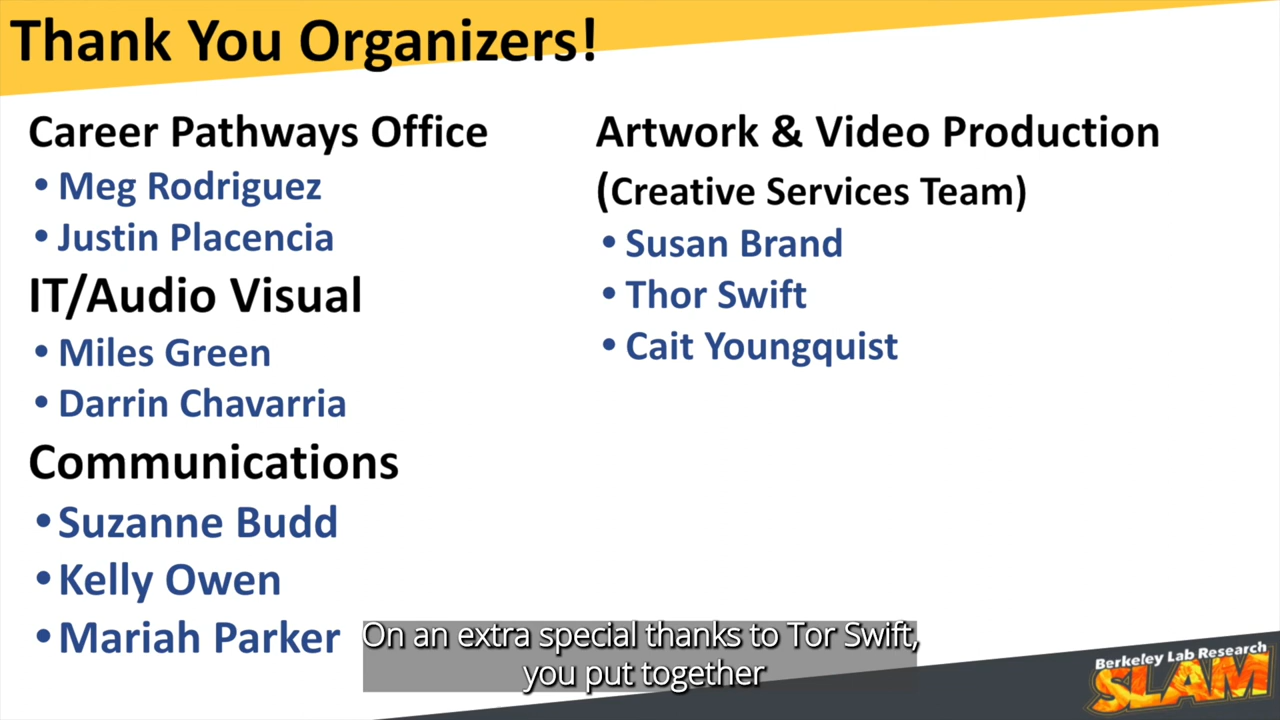 Thank You Organizers!
Career Pathways Office
• Meg Rodriguez
• Justin Placencia
IT/Audio Visual
• Miles Green
• Darrin Chavarria
Communications
• Suzanne Budd
• Kelly Owen
• Mariah Parker
Artwork & Video Production
(Creative Services Team)
• Susan Brand
• Thor Swift
• Cait Youngquist
On an extra special thanks to Tor Swift,
you put together
Berkeley Lab Research
SLAM